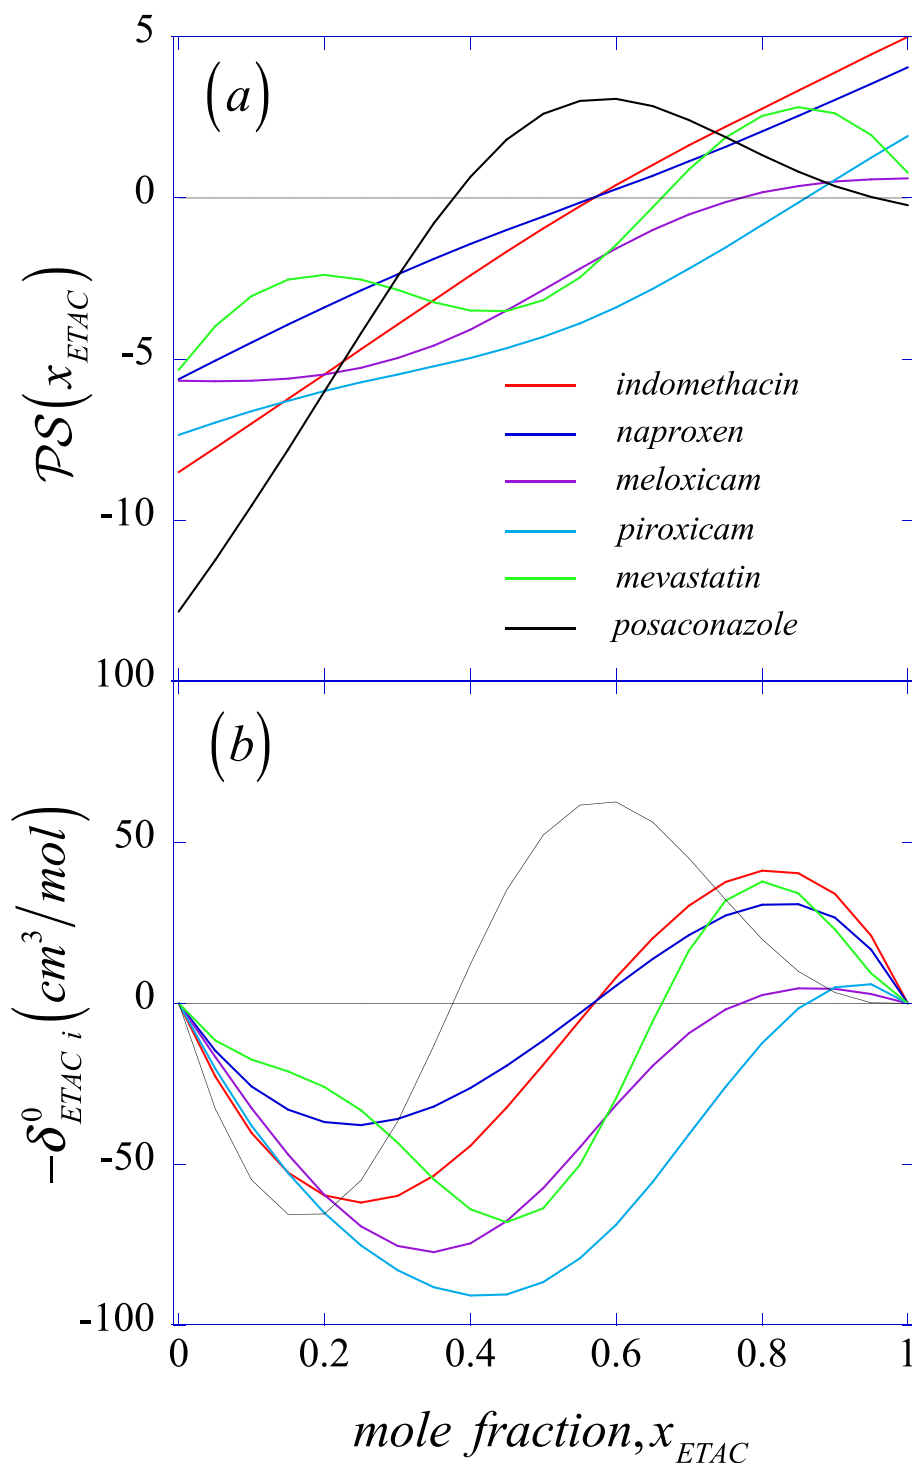 (a)
PS(x_ETAC)
5
0
-5
-10
indomethacin
naproxen
meloxicam
piroxicam
mevastatin
posaconazole
100
(b)
−δ⁰_ETAC i (cm³/mol)
50
0
-50
-100
0 0.2 0.4 0.6 0.8 1
mole fraction, x_ETAC